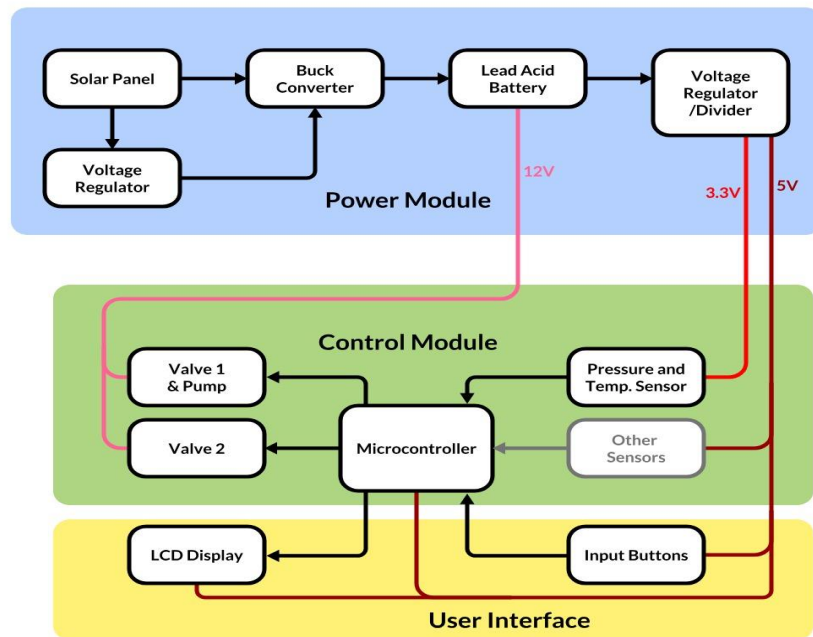 Solar Panel
Buck
Converter
Lead Acid
Battery
Voltage
Regulator
/Divider
Voltage
Regulator
12V
3.3V
5V
Power Module
Control Module
Valve 1
& Pump
Pressure and
Temp. Sensor
Valve 2
Microcontroller
Other
Sensors
LCD Display
Input Buttons
User Interface